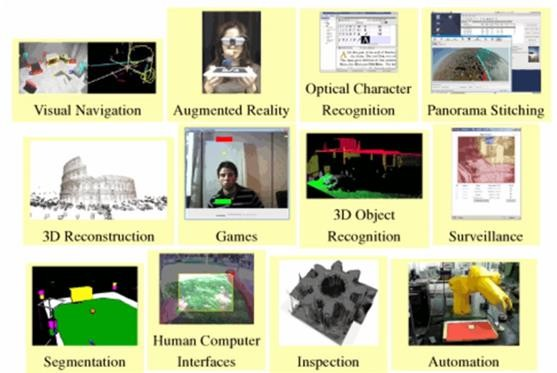 Visual Navigation
Augmented Reality
Optical Character
Recognition
Panorama Stitching
3D Reconstruction
Games
3D Object
Recognition
Surveillance
Segmentation
Human Computer
Interfaces
Inspection
Automation